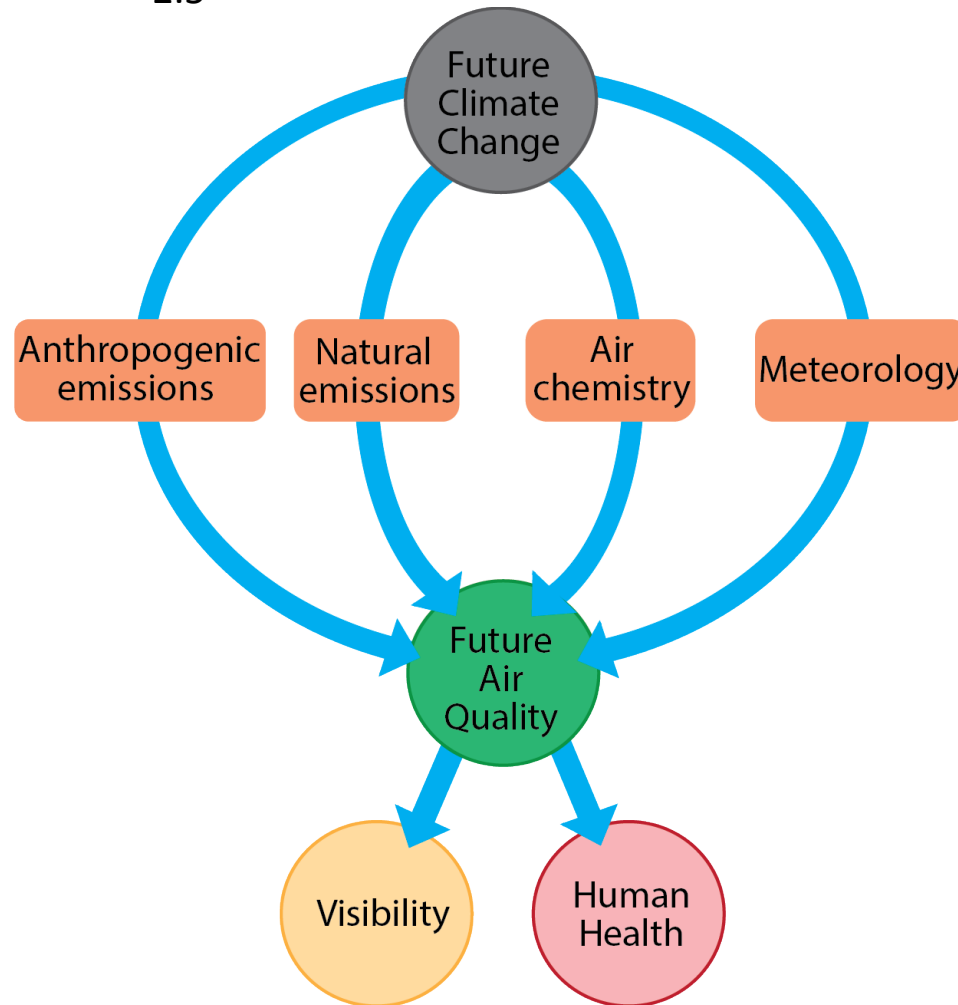 Future
Climate
Change
Anthropogenic
emissions
Natural
emissions
Air
chemistry
Meteorology
Future
Air
Quality
Visibility
Human
Health